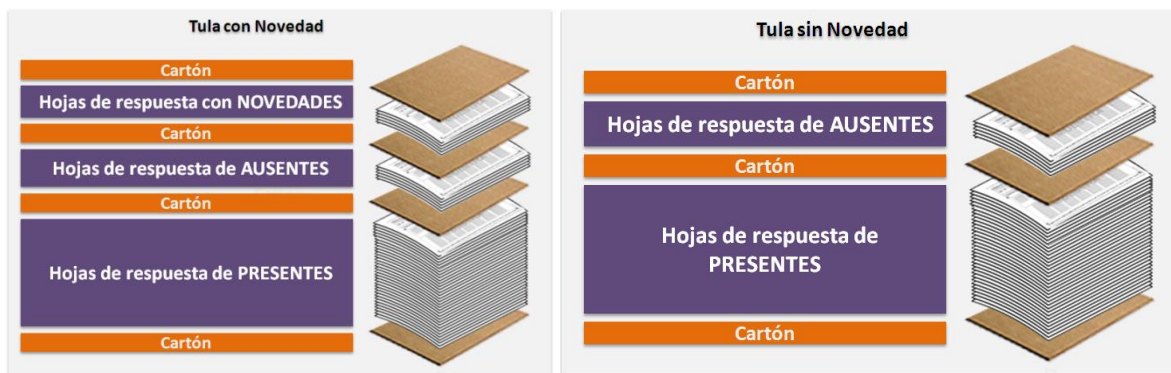 Tula con Novedad
Cartón
Hojas de respuesta con NOVEDADES
Cartón
Hojas de respuesta de AUSENTES
Cartón
Hojas de respuesta de PRESENTES
Cartón
Tula sin Novedad
Cartón
Hojas de respuesta de AUSENTES
Cartón
Hojas de respuesta de
PRESENTES
Cartón